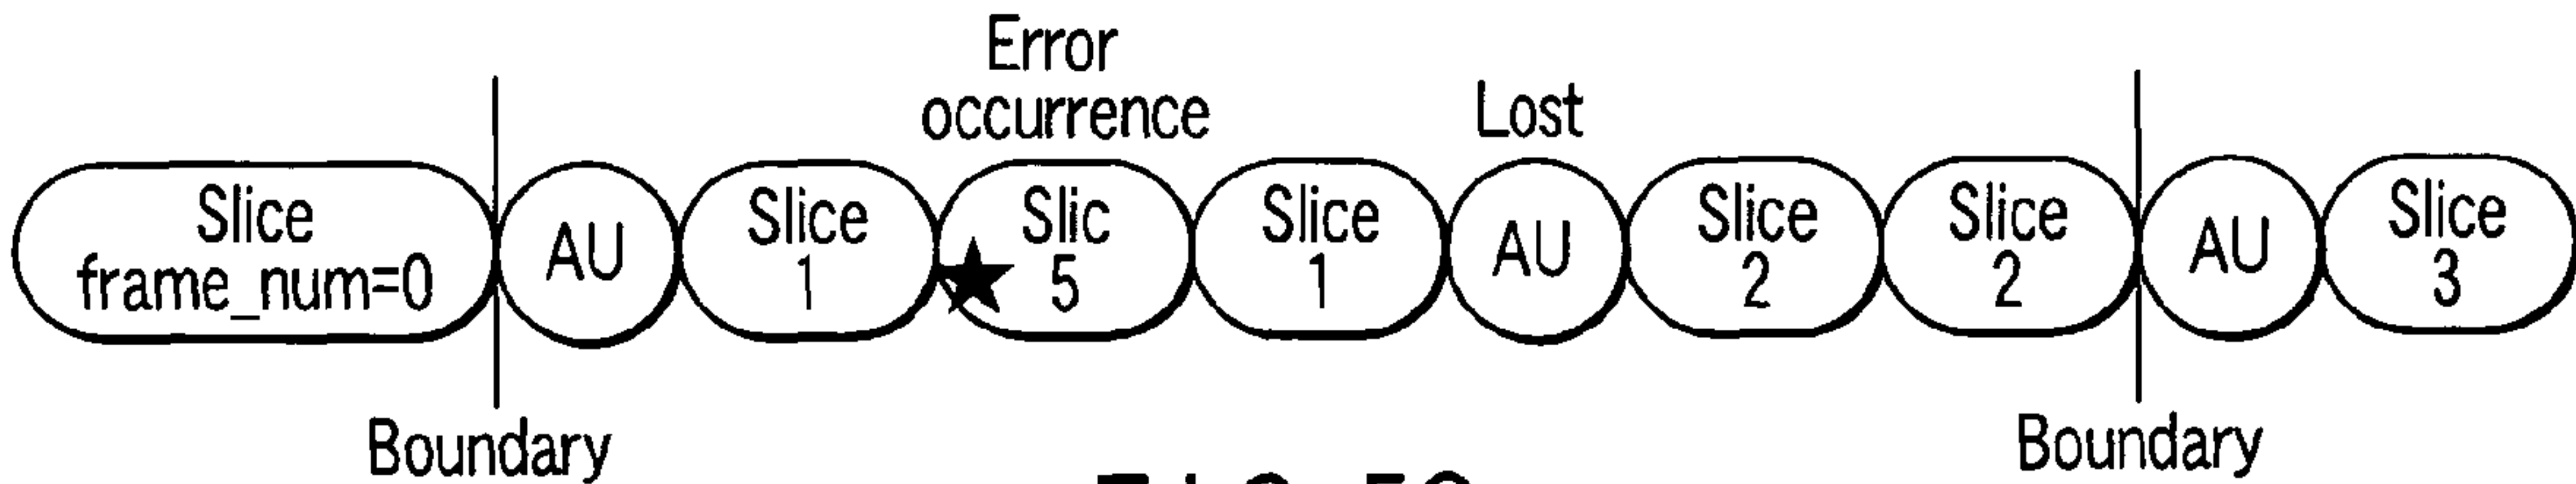 Error
occurrence
Lost
Slice
frame_num=0
AU
Slice
1
Slic
5
Slice
1
AU
Slice
2
Slice
2
AU
Slice
3
Boundary
Boundary